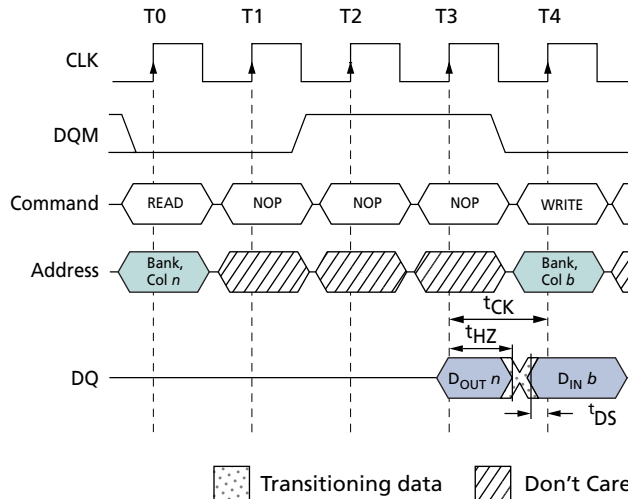 T0 T1 T2 T3 T4
CLK
DQM
Command READ NOP NOP NOP WRITE
Address Bank, Col n Bank, Col b
tCK
tHZ
DQ DOUT n DIN b
tDS
Transitioning data Don't Care